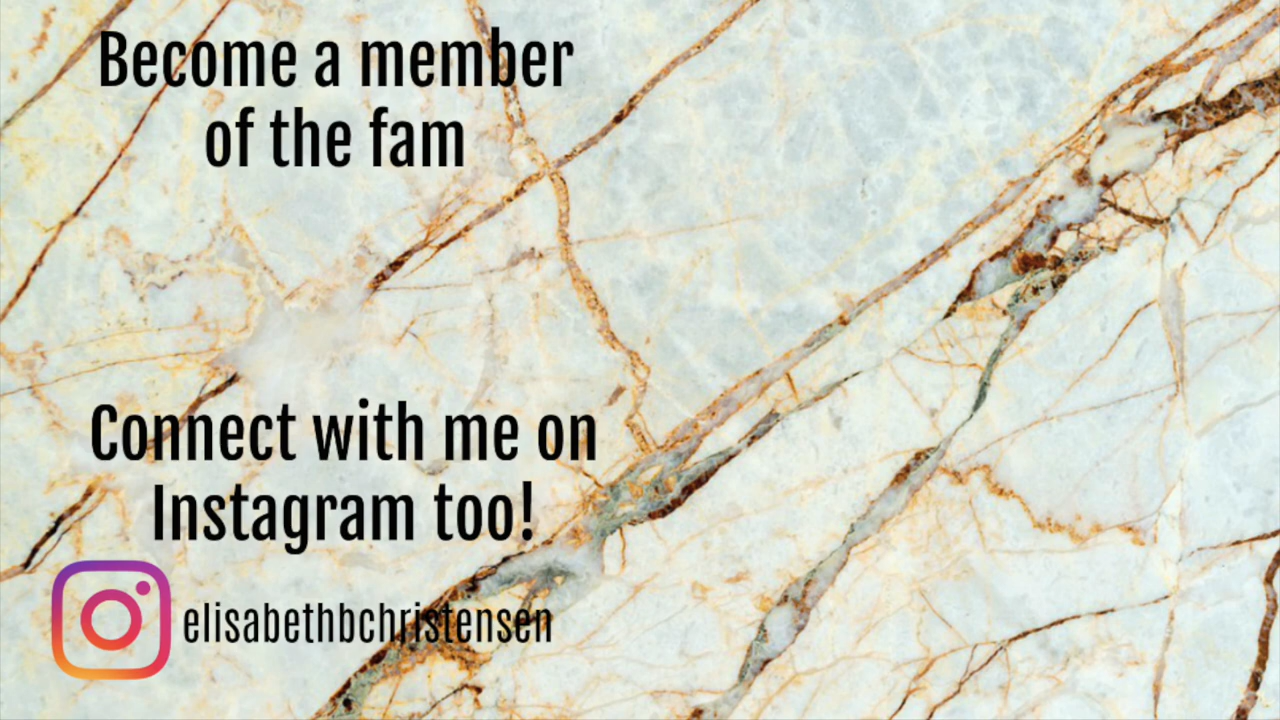 Become a member
of the fam
Connect with me on
Instagram too!
elisabethbchristensen